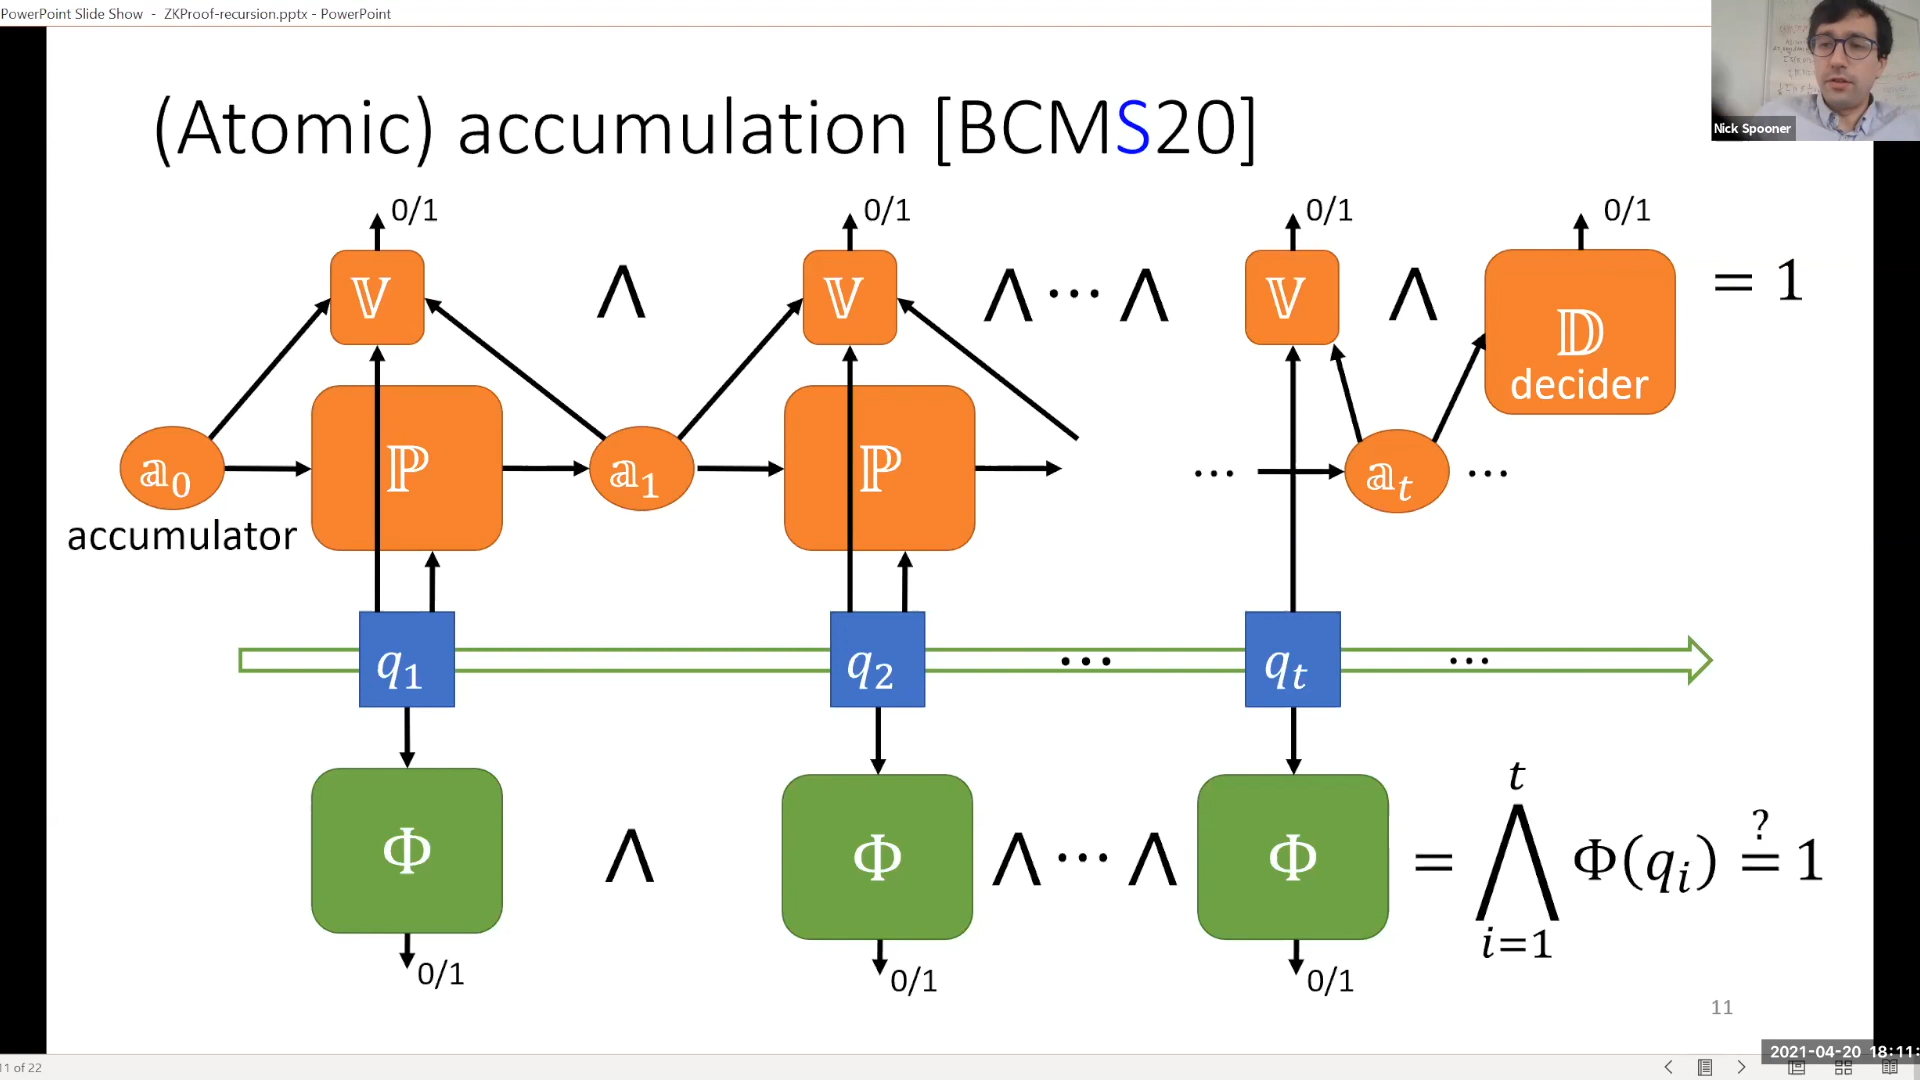 PowerPoint Slide Show - ZKProof-recursion.pptx - PowerPoint
Nick Spooner
(Atomic) accumulation [BCMS20]
0/1 0/1 0/1 0/1
𝕍 ∧ 𝕍 ∧ ⋯ ∧ 𝕍 ∧ 𝔻 = 1
decider
𝕒₀ ℙ 𝕒₁ ℙ … 𝕒ₜ …
accumulator
q₁ q₂ … qₜ …
Φ ∧ Φ ∧ ⋯ ∧ Φ = ⋀ᵗᵢ₌₁ Φ(qᵢ) ≟ 1
0/1 0/1 0/1
11
2021-04-20 18:11:
11 of 22